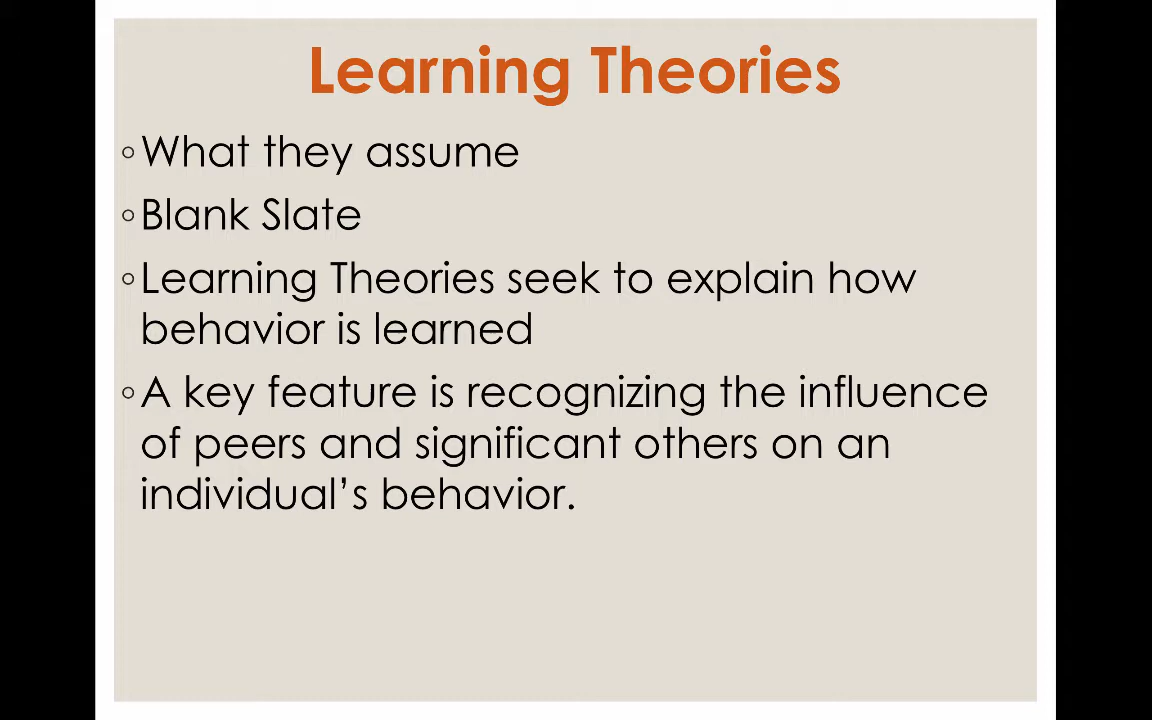 Learning Theories
◦What they assume
◦Blank Slate
◦Learning Theories seek to explain how
behavior is learned
◦A key feature is recognizing the influence
of peers and significant others on an
individual’s behavior.